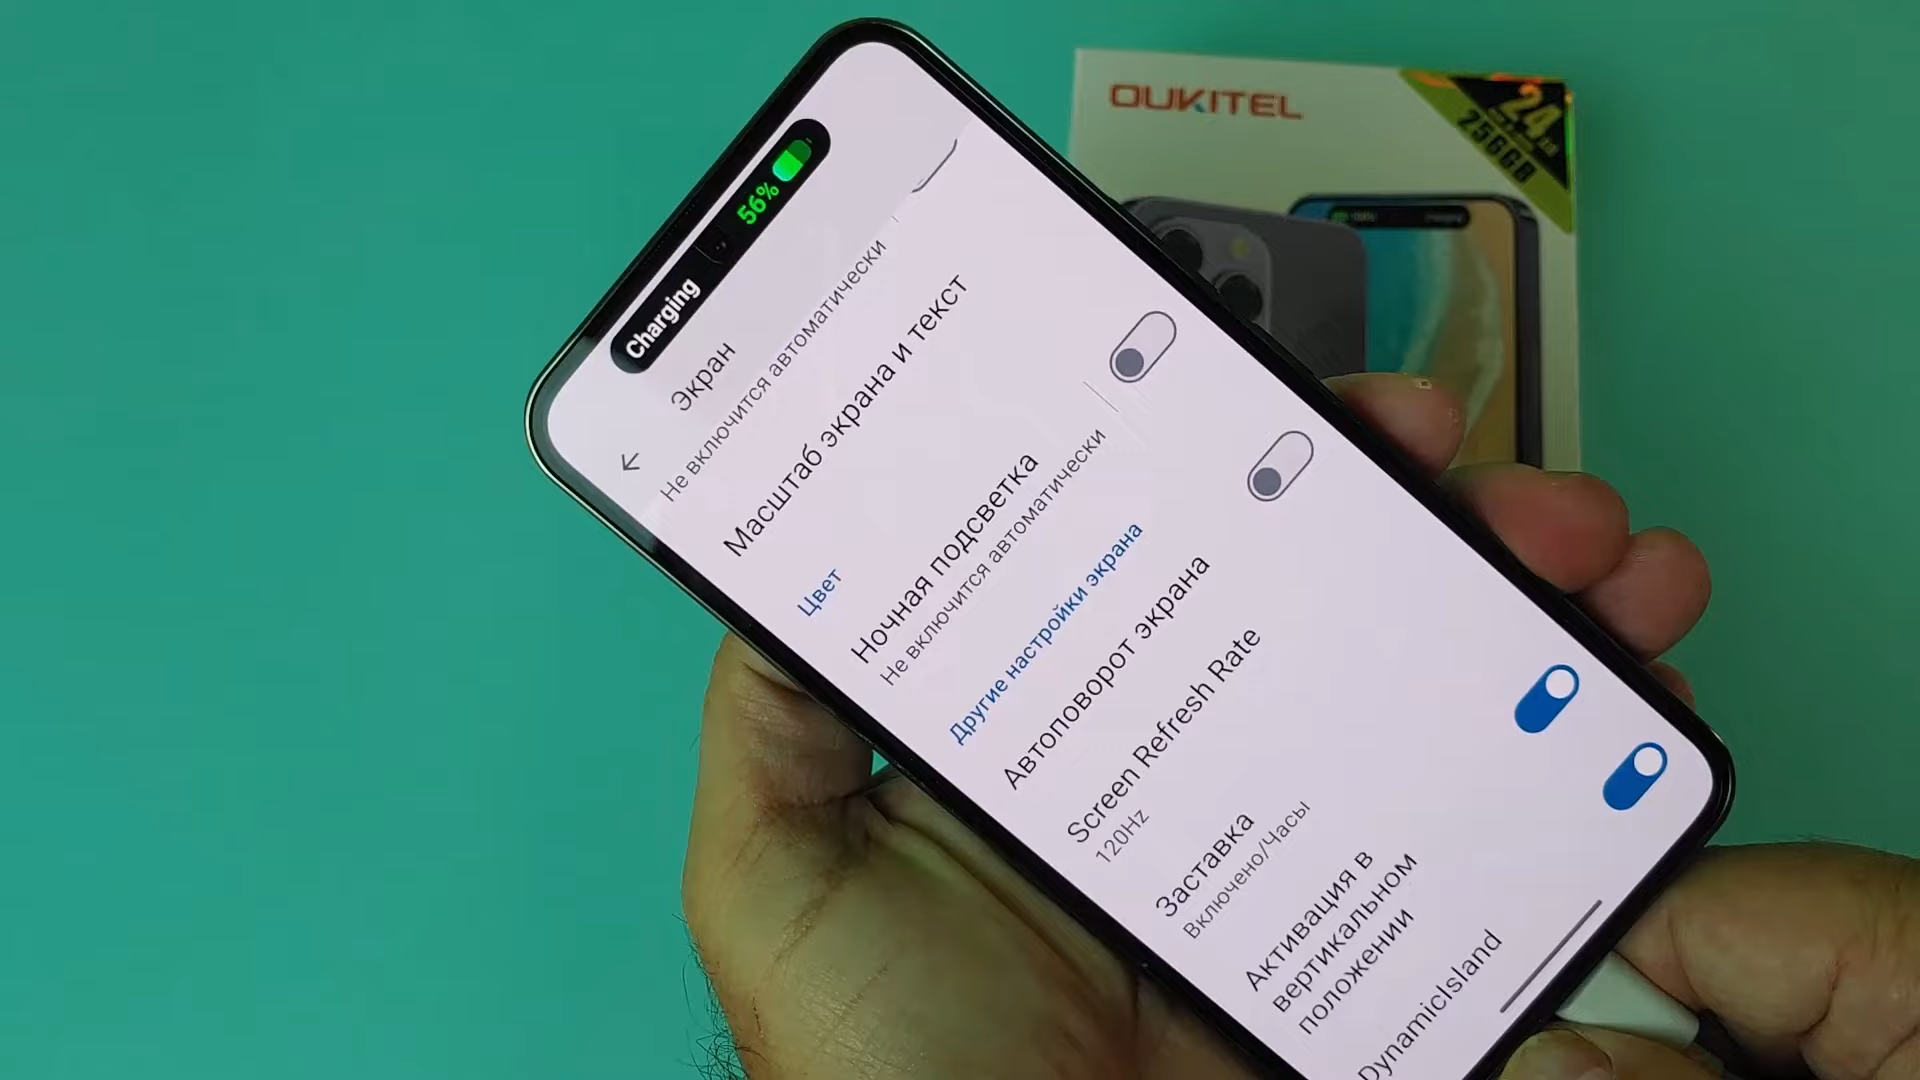 OUKITEL
24
256GB
Charging
56%
Экран
Не включится автоматически
Масштаб экрана и текст
Цвет
Ночная подсветка
Не включится автоматически
Другие настройки экрана
Автоповорот экрана
Screen Refresh Rate
120Hz
Заставка
Включено/Часы
Активация в
вертикальном
положении
DynamicIsland